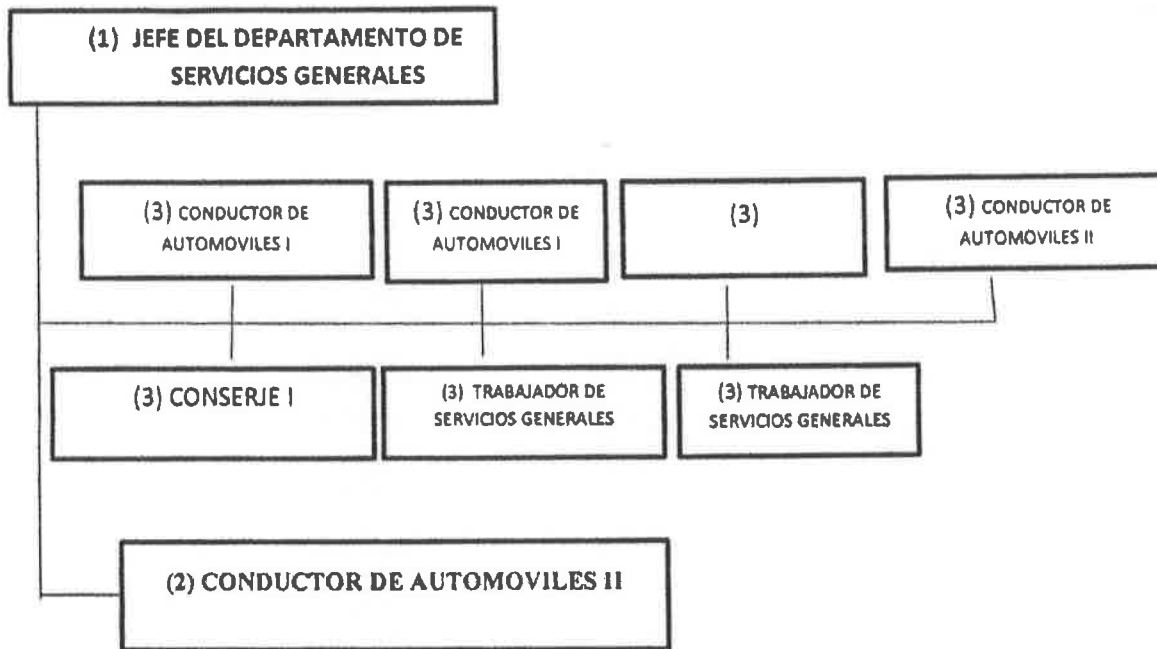 (1) JEFE DEL DEPARTAMENTO DE
SERVICIOS GENERALES
(3) CONDUCTOR DE
AUTOMOVILES I
(3) CONDUCTOR DE
AUTOMOVILES I
(3)
(3) CONDUCTOR DE
AUTOMOVILES II
(3) CONSERJE I
(3) TRABAJADOR DE
SERVICIOS GENERALES
(3) TRABAJADOR DE
SERVICIOS GENERALES
(2) CONDUCTOR DE AUTOMOVILES II